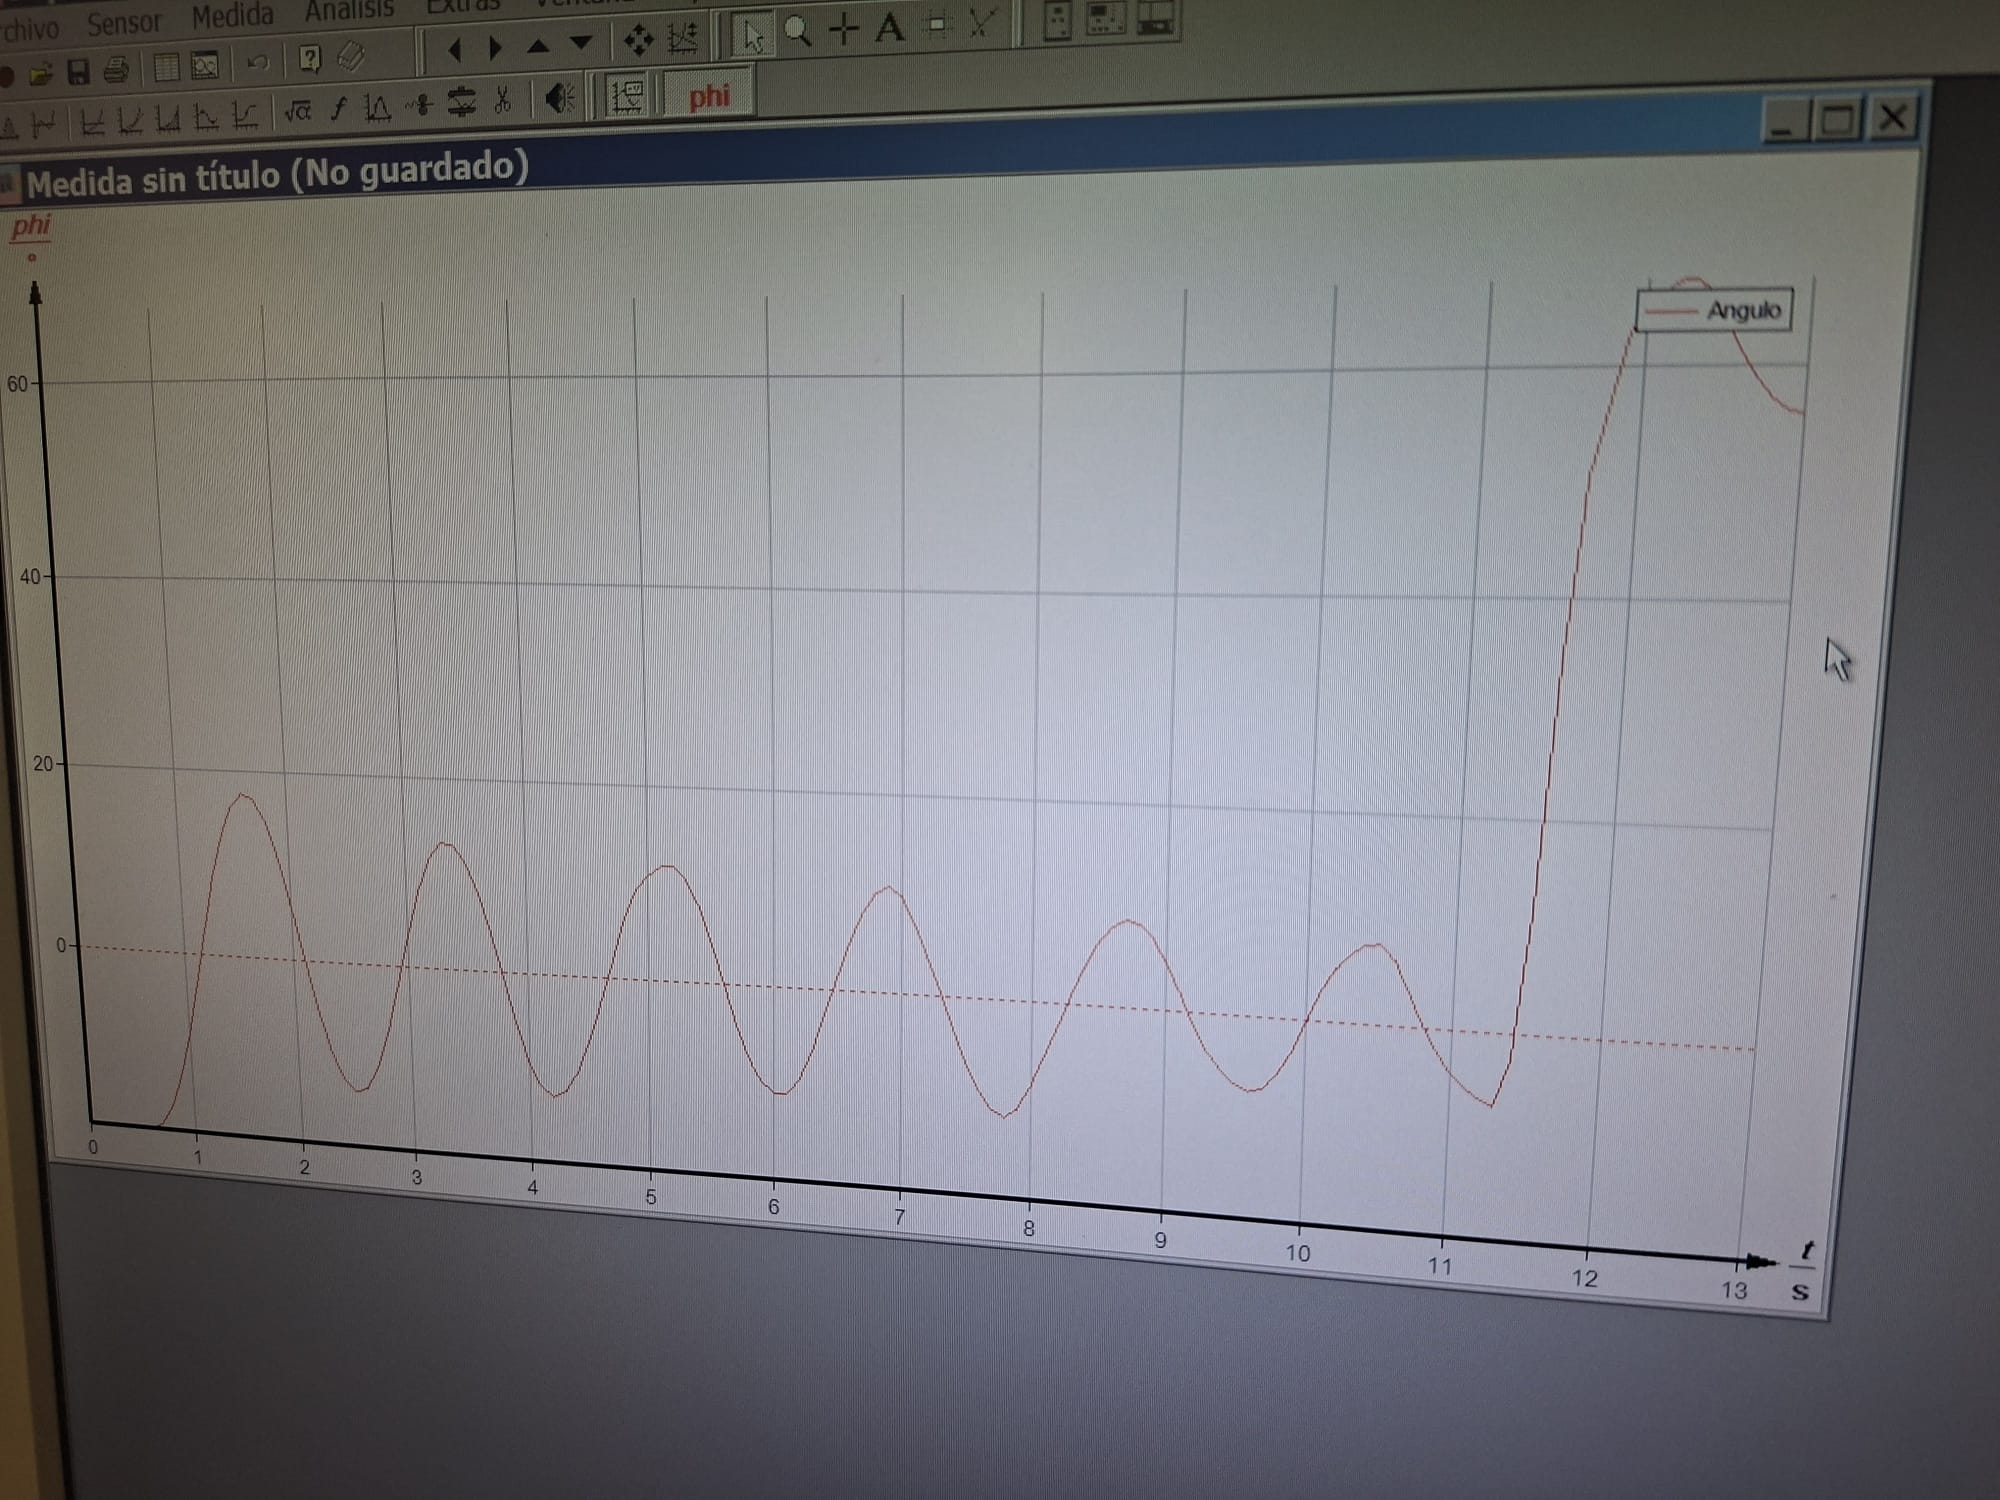 Sensor Medida Análisis
A
√α f
phi
Medida sin título (No guardado)
phi
°
Angulo
60
40
20
0
0 1 2 3 4 5 6 7 8 9 10 11 12 13
t
s